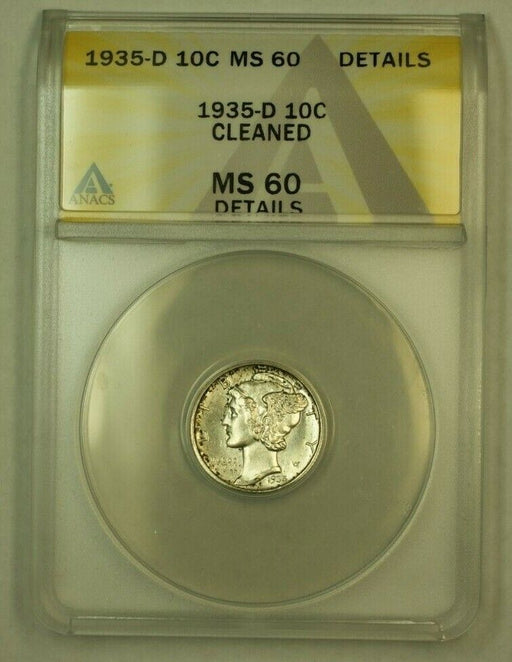 1935-D 10C MS 60 DETAILS
1935-D 10C
CLEANED
MS 60
DETAILS
ANACS